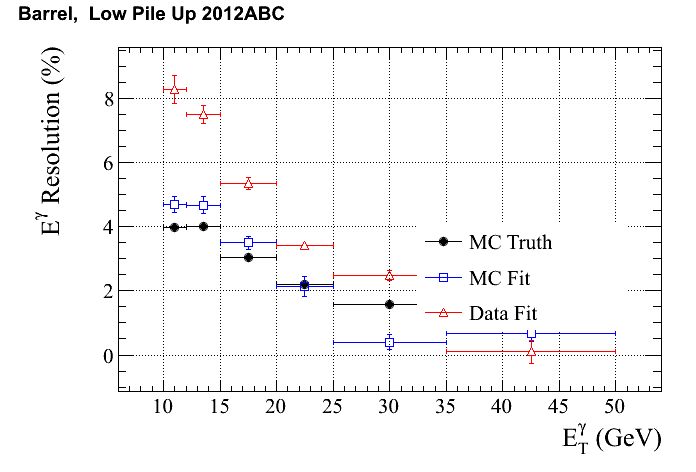 Barrel, Low Pile Up 2012ABC
E^γ Resolution (%)
8
6
4
2
0
MC Truth
MC Fit
Data Fit
10 15 20 25 30 35 40 45 50
E_T^γ (GeV)